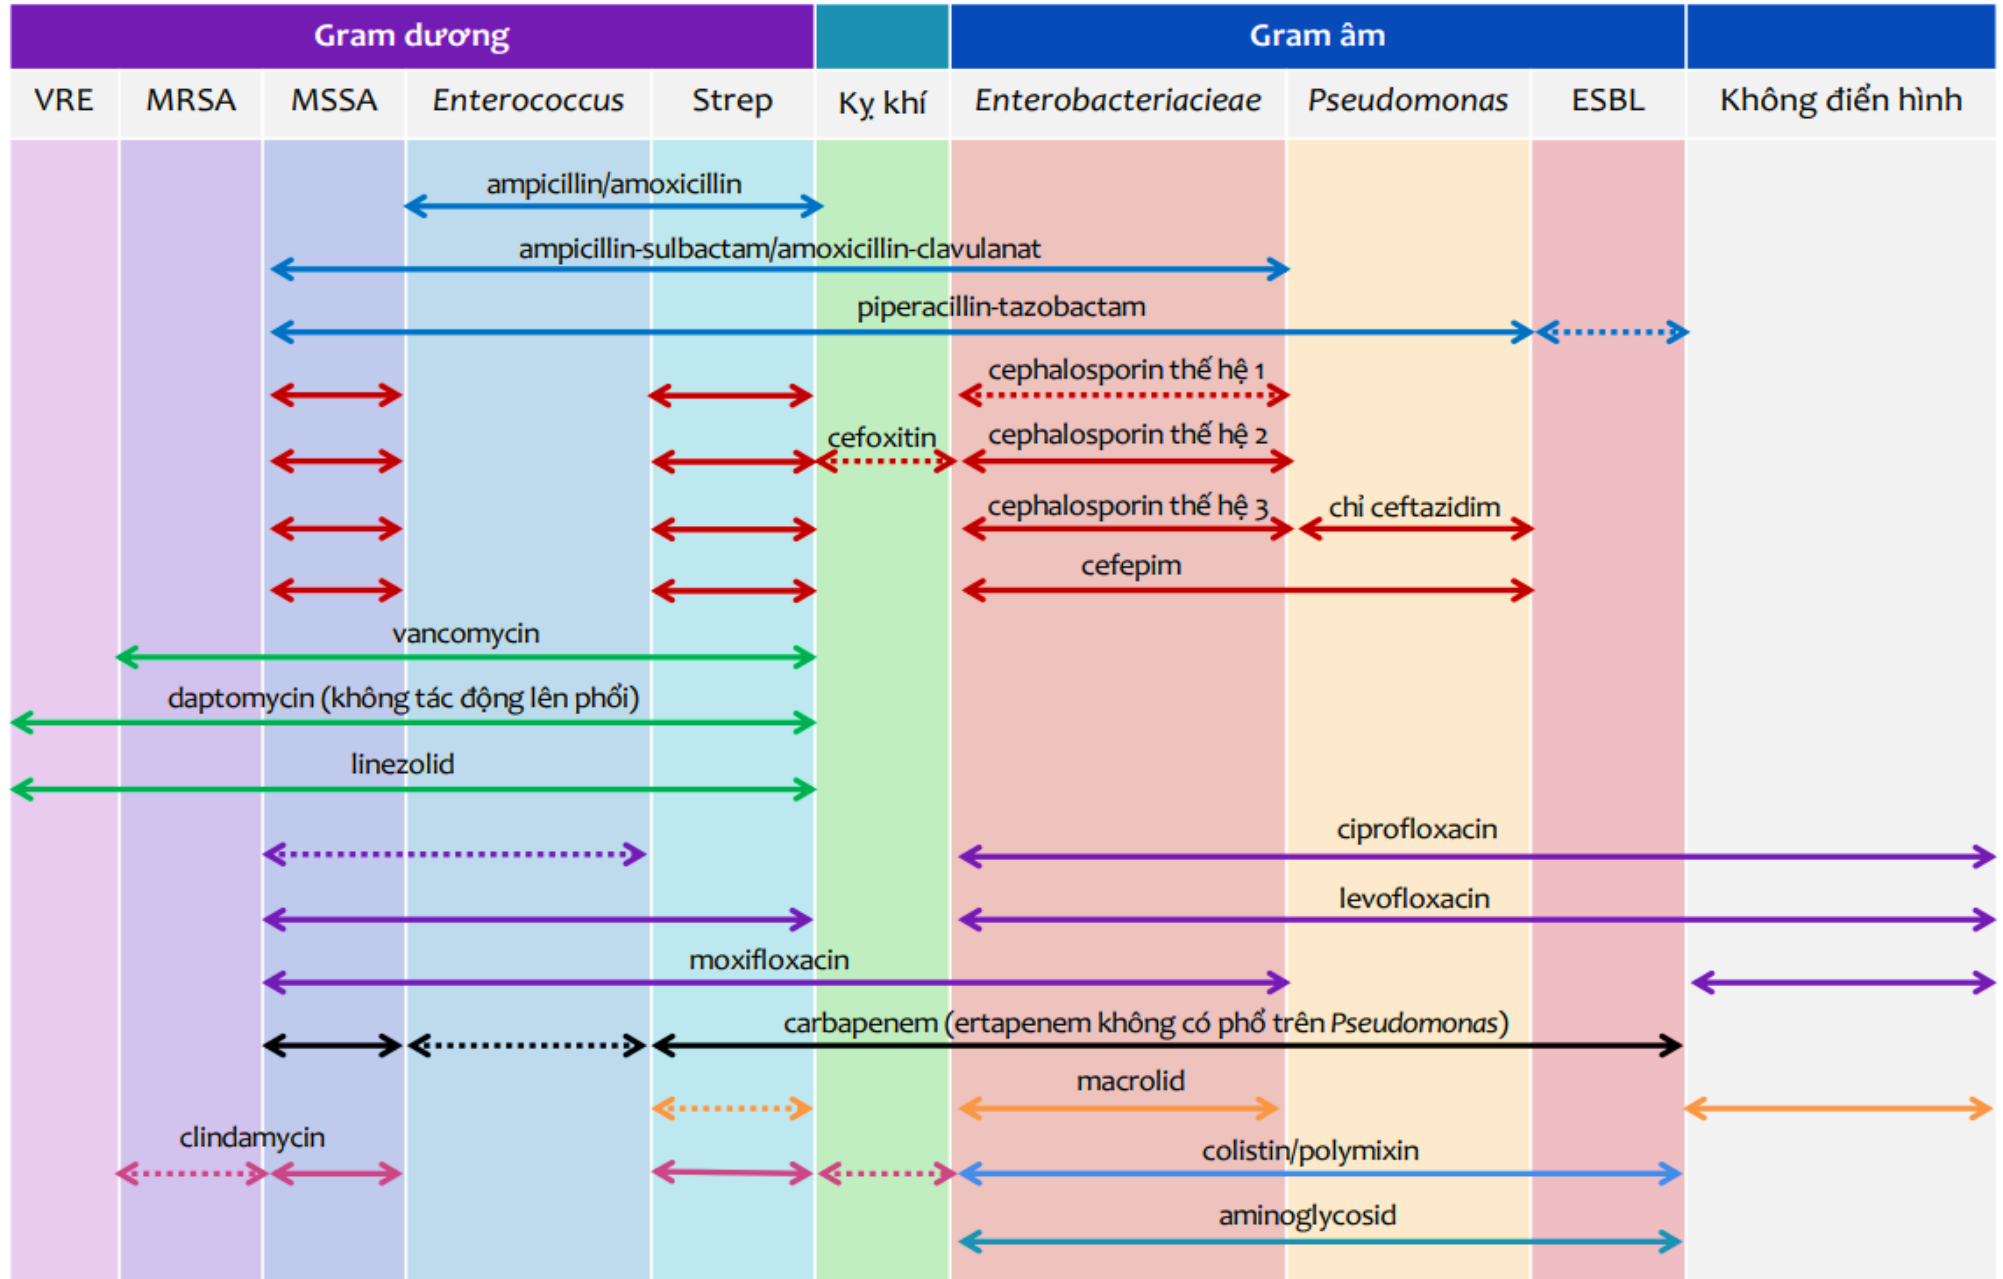 Gram dương
Gram âm
VRE
MRSA
MSSA
Enterococcus
Strep
Kỵ khí
Enterobacteriacieae
Pseudomonas
ESBL
Không điển hình
ampicillin/amoxicillin
ampicillin-sulbactam/amoxicillin-clavulanat
piperacillin-tazobactam
cephalosporin thế hệ 1
cefoxitin
cephalosporin thế hệ 2
cephalosporin thế hệ 3
chỉ ceftazidim
cefepim
vancomycin
daptomycin (không tác động lên phổi)
linezolid
ciprofloxacin
levofloxacin
moxifloxacin
carbapenem (ertapenem không có phổ trên Pseudomonas)
macrolid
clindamycin
colistin/polymixin
aminoglycosid